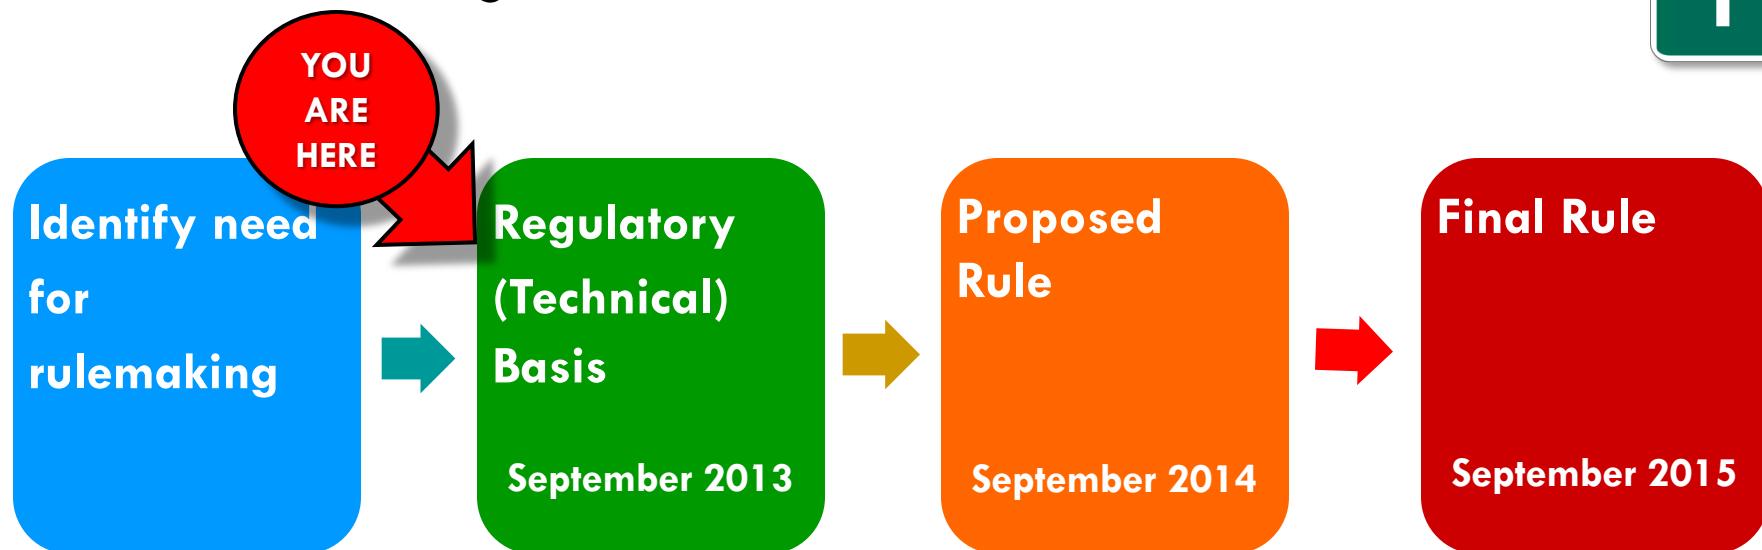 YOU
ARE
HERE
Identify need
for
rulemaking
Regulatory
(Technical)
Basis
September 2013
Proposed
Rule
September 2014
Final Rule
September 2015